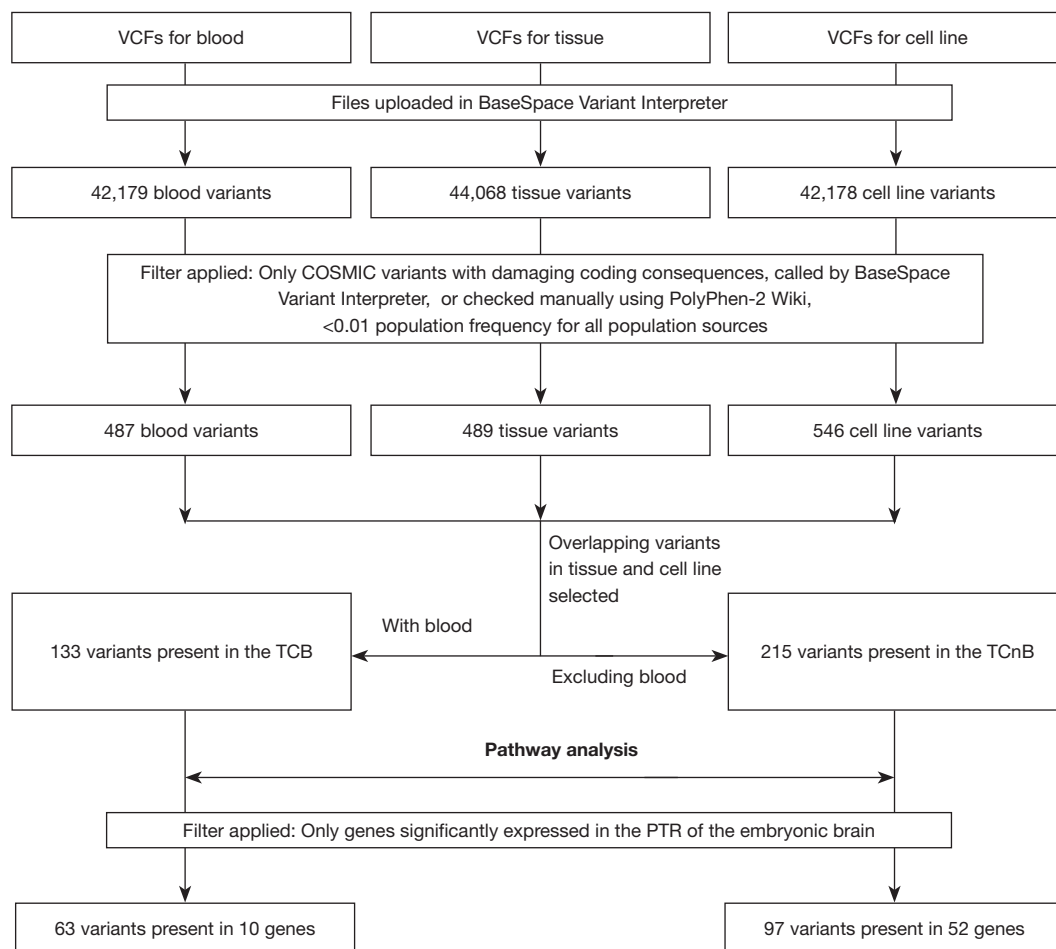 VCFs for blood
VCFs for tissue
VCFs for cell line
Files uploaded in BaseSpace Variant Interpreter
42,179 blood variants
44,068 tissue variants
42,178 cell line variants
Filter applied: Only COSMIC variants with damaging coding consequences, called by BaseSpace
Variant Interpreter, or checked manually using PolyPhen-2 Wiki,
<0.01 population frequency for all population sources
487 blood variants
489 tissue variants
546 cell line variants
Overlapping variants
in tissue and cell line
selected
With blood
133 variants present in the TCB
215 variants present in the TCnB
Excluding blood
Pathway analysis
Filter applied: Only genes significantly expressed in the PTR of the embryonic brain
63 variants present in 10 genes
97 variants present in 52 genes